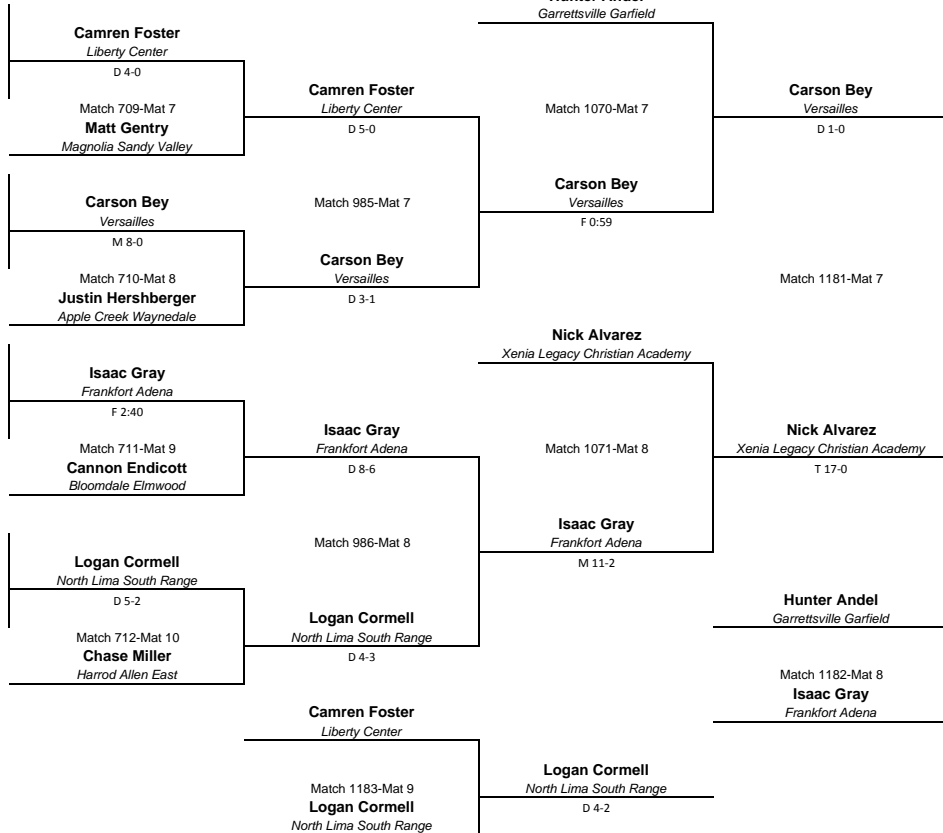 Hunter Andel
Garrettsville Garfield
Camren Foster
Liberty Center
D 4-0
Match 709-Mat 7
Matt Gentry
Magnolia Sandy Valley
Camren Foster
Liberty Center
D 5-0
Match 1070-Mat 7
Carson Bey
Versailles
D 1-0
Carson Bey
Versailles
M 8-0
Match 985-Mat 7
Carson Bey
Versailles
F 0:59
Match 710-Mat 8
Justin Hershberger
Apple Creek Waynedale
Carson Bey
Versailles
D 3-1
Match 1181-Mat 7
Nick Alvarez
Xenia Legacy Christian Academy
Isaac Gray
Frankfort Adena
F 2:40
Match 711-Mat 9
Cannon Endicott
Bloomdale Elmwood
Isaac Gray
Frankfort Adena
D 8-6
Match 1071-Mat 8
Nick Alvarez
Xenia Legacy Christian Academy
T 17-0
Match 986-Mat 8
Isaac Gray
Frankfort Adena
M 11-2
Logan Cormell
North Lima South Range
D 5-2
Match 712-Mat 10
Chase Miller
Harrod Allen East
Logan Cormell
North Lima South Range
D 4-3
Hunter Andel
Garrettsville Garfield
Match 1182-Mat 8
Isaac Gray
Frankfort Adena
Camren Foster
Liberty Center
Match 1183-Mat 9
Logan Cormell
North Lima South Range
Logan Cormell
North Lima South Range
D 4-2